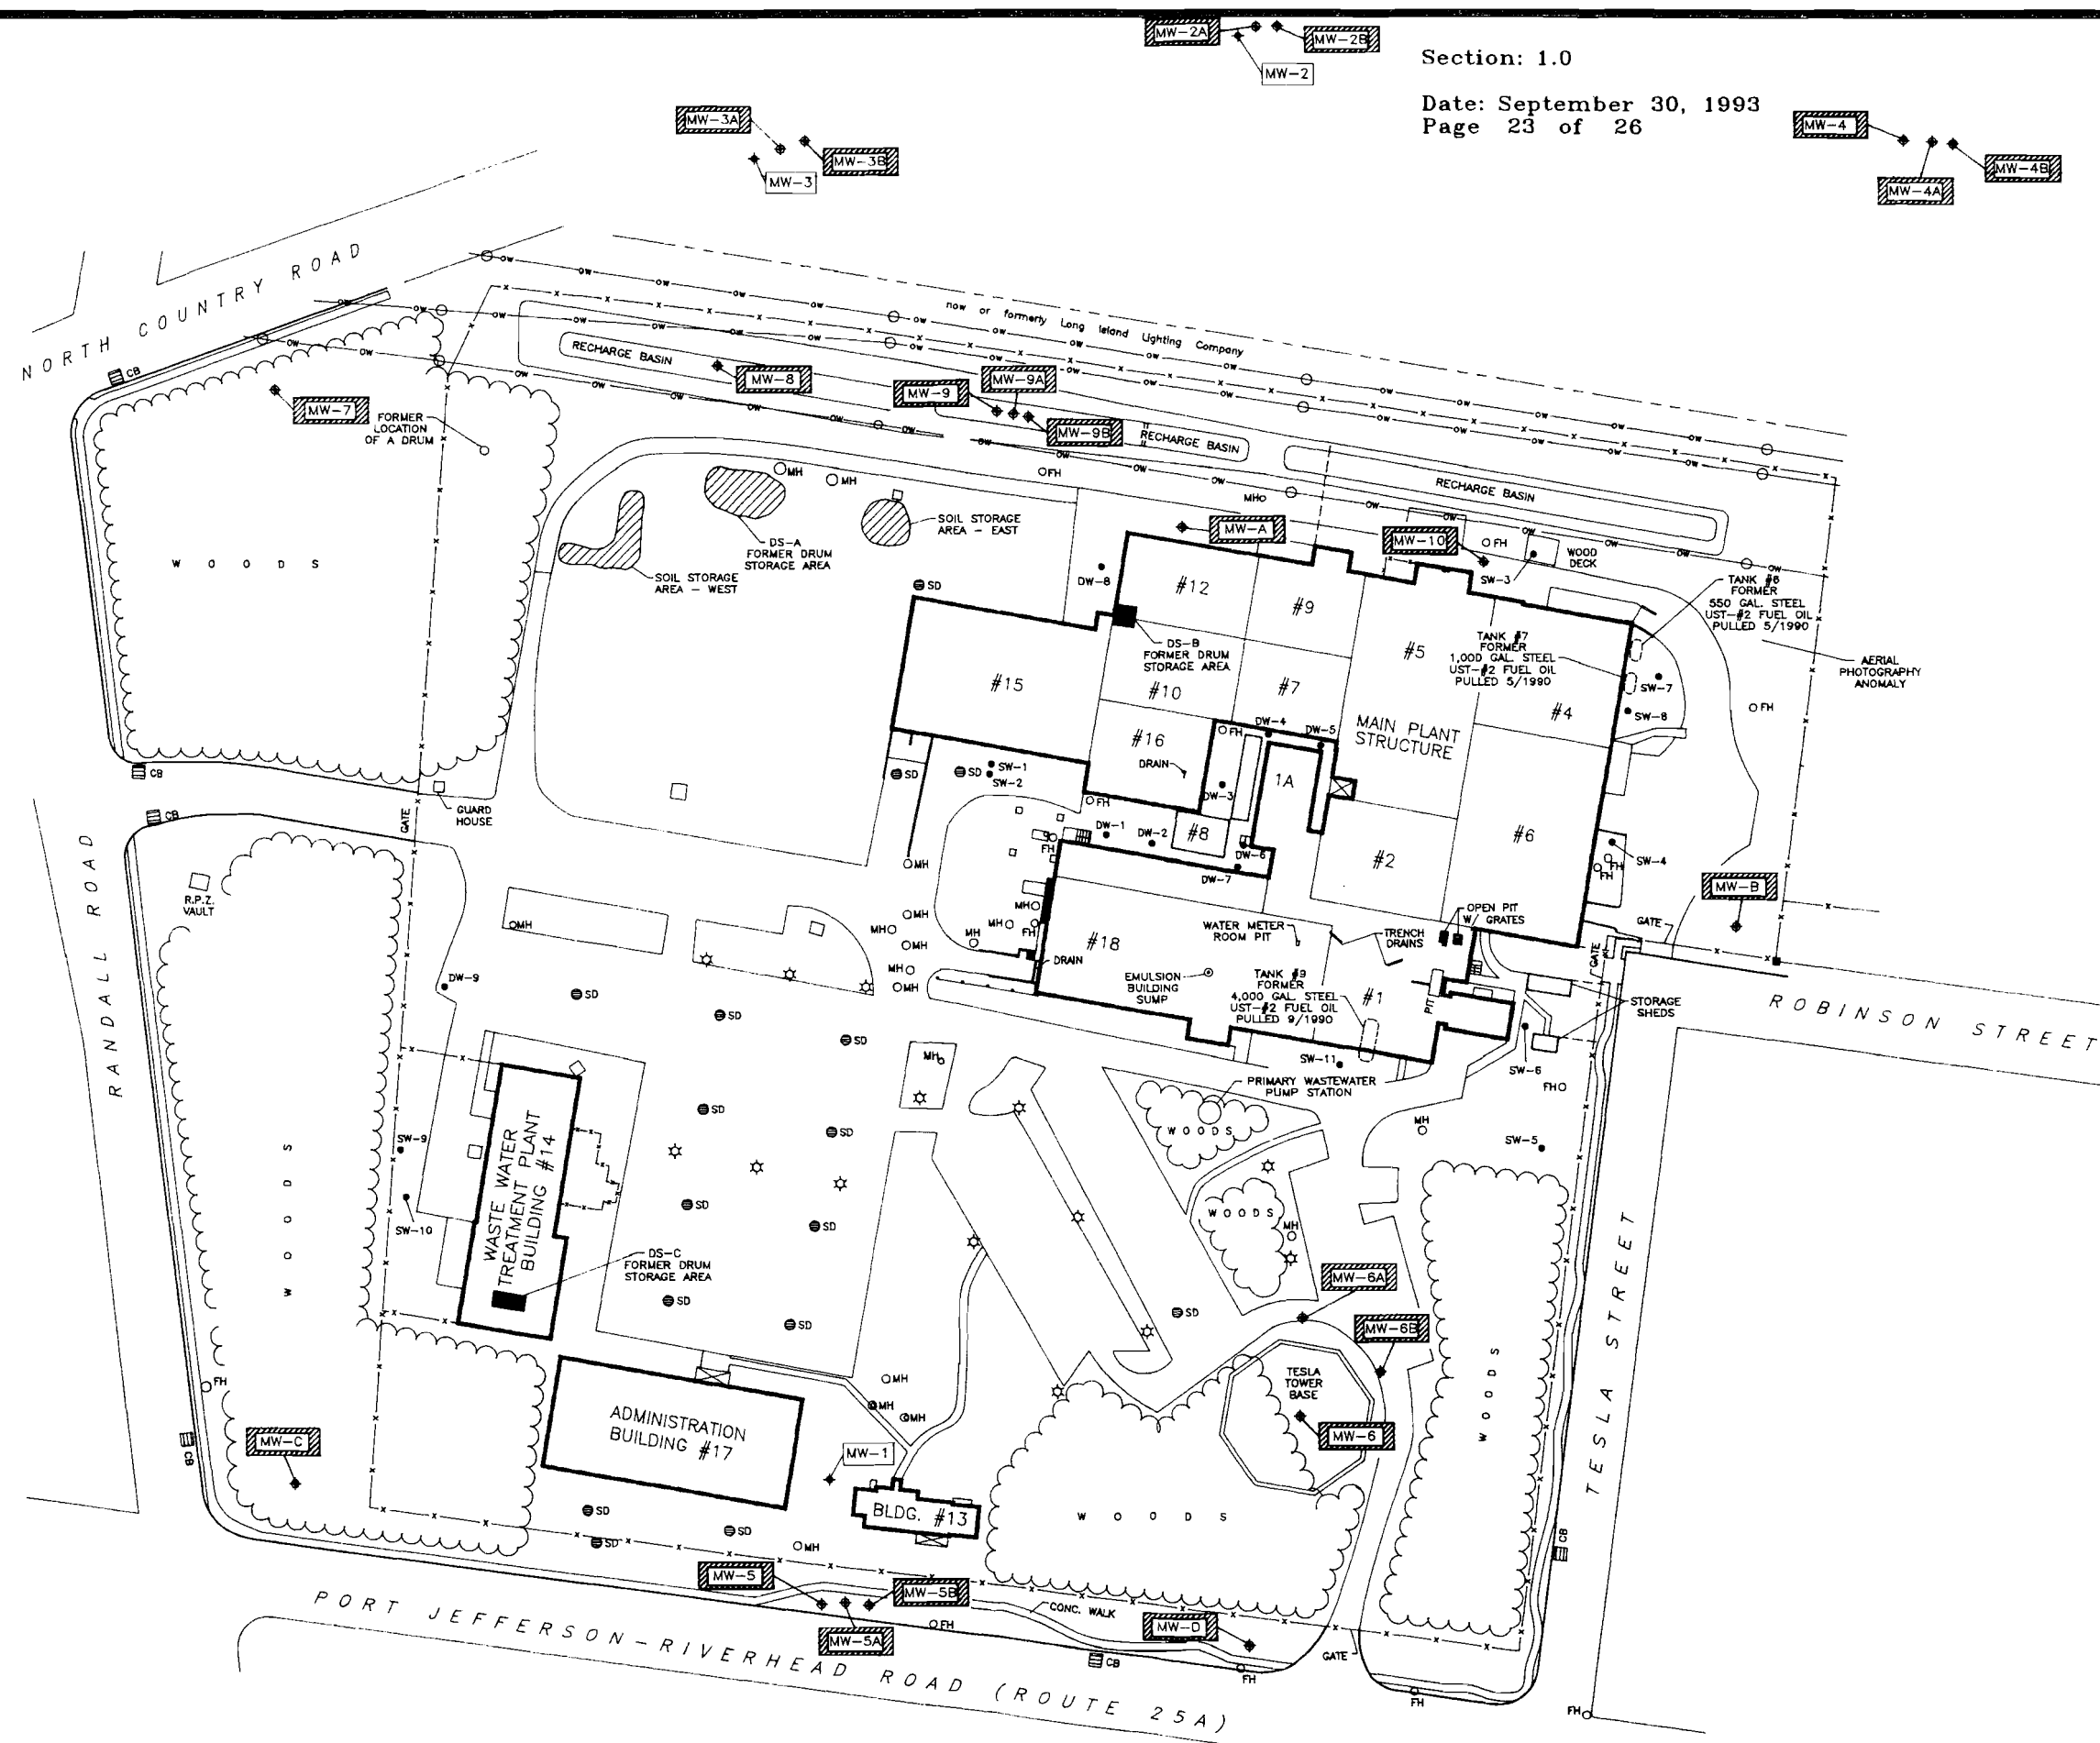 MW-2A
MW-2B
MW-2
Section: 1.0
Date: September 30, 1993
Page 23 of 26
MW-3A
MW-3B
MW-3
MW-4
MW-4B
MW-4A
NORTH COUNTRY ROAD
now or formerly Long Island Lighting Company
RECHARGE BASIN
CB
MW-7
MW-8
MW-9
MW-9A
MW-9B
RECHARGE BASIN
FORMER
LOCATION
OF A DRUM
RECHARGE BASIN
MH
MH
FH
MHO
SOIL STORAGE
AREA - EAST
DS-A
FORMER DRUM
STORAGE AREA
SOIL STORAGE
AREA - WEST
WOODS
MW-A
MW-10
FH
WOOD
DECK
SW-3
DW-8
SD
#12
#9
TANK #6
FORMER
550 GAL. STEEL
UST-#2 FUEL OIL
PULLED 5/1990
DS-B
FORMER DRUM
STORAGE AREA
TANK #7
FORMER
1,000 GAL. STEEL
UST-#2 FUEL OIL
PULLED 5/1990
#5
AERIAL
PHOTOGRAPHY
ANOMALY
#15
#10
#7
#4
SW-7
SW-8
FH
MAIN PLANT
STRUCTURE
#16
DRAIN
FH
DW-4
DW-5
1A
DW-3
SD
SD
SW-1
SW-2
FH
CB
GUARD
HOUSE
GATE
CB
DW-1
DW-2
#8
DW-6
DW-7
FH
MH
#2
#6
SW-4
FH
FH
MW-B
GATE
RANDALL ROAD
R.P.Z.
VAULT
MH
MH
MH
MH
MH
MH
MH
MH
MH
FH
DRAIN
#18
WATER METER
ROOM PIT
TRENCH
DRAINS
OPEN PIT
W/ GRATES
EMULSION
BUILDING
SUMP
TANK #9
FORMER
4,000 GAL. STEEL
UST-#2 FUEL OIL
PULLED 9/1990
#1
PIT
GATE
STORAGE
SHEDS
ROBINSON STREET
DW-9
SD
SD
SD
MH
SW-11
SW-6
FHO
PRIMARY WASTEWATER
PUMP STATION
WOODS
MH
SW-5
SD
SD
SW-9
SW-10
WASTE WATER
TREATMENT PLANT
BUILDING #14
SD
SD
WOODS
MH
WOODS
DS-C
FORMER DRUM
STORAGE AREA
SD
SD
SD
MW-6A
MW-6B
TESLA
TOWER
BASE
MW-6
WOODS
TESLA STREET
FH
MH
MH
MH
ADMINISTRATION
BUILDING #17
MW-C
CB
MW-1
BLDG. #13
WOODS
SD
SD
SD
MH
CB
MW-5
MW-5B
MW-5A
FH
CONC. WALK
MW-D
CB
FH
GATE
FH
FH
PORT JEFFERSON-RIVERHEAD ROAD (ROUTE 25A)